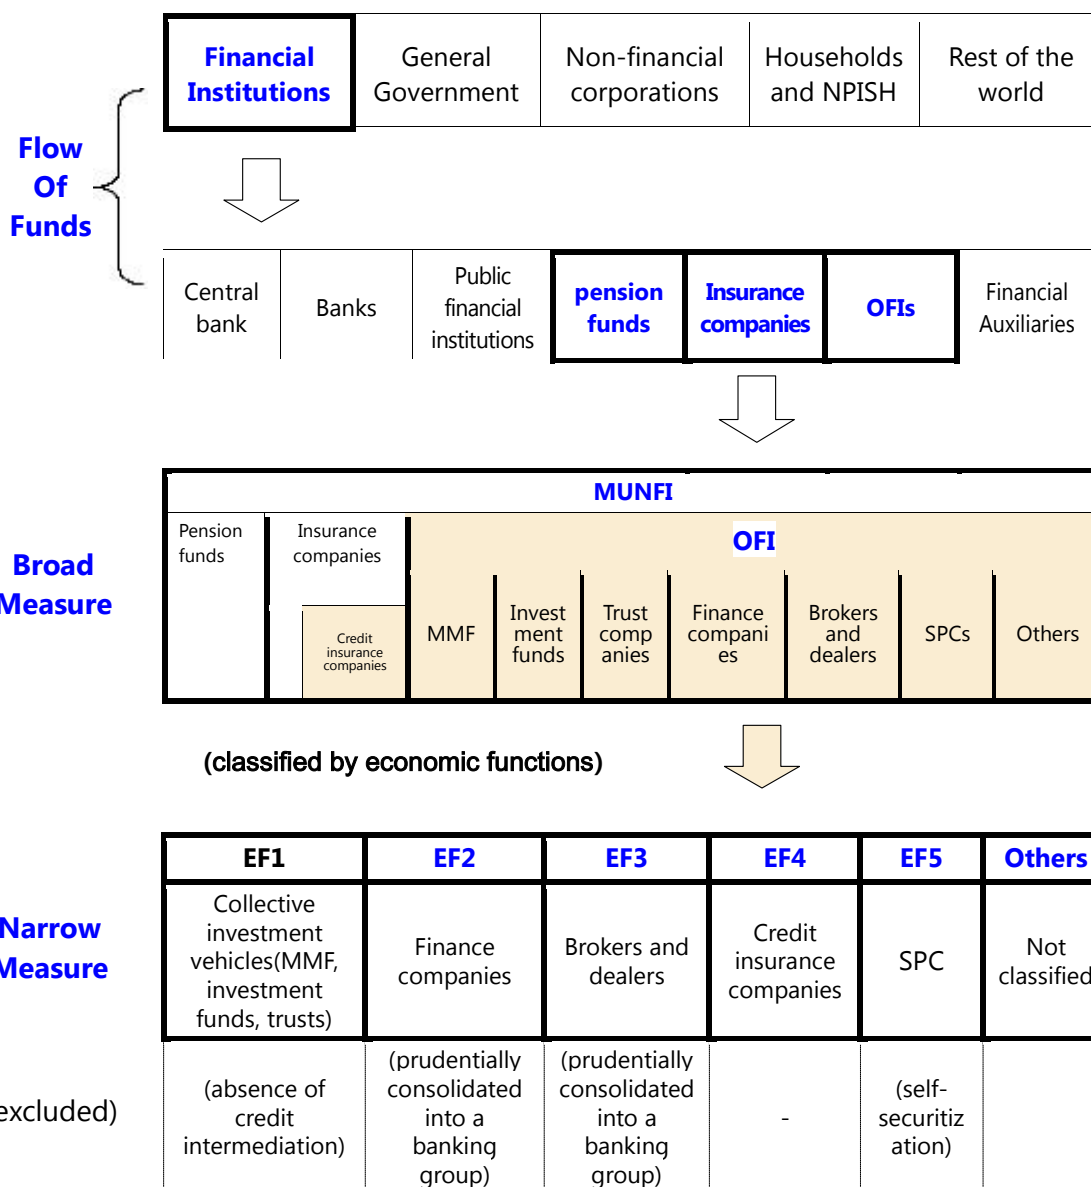 Financial Institutions
General Government
Non-financial corporations
Households and NPISH
Rest of the world
Flow
Of
Funds
Central bank
Banks
Public financial institutions
pension funds
Insurance companies
OFIs
Financial Auxiliaries
MUNFI
Broad
Measure
Pension funds
Insurance companies
OFI
Credit insurance companies
MMF
Invest ment funds
Trust comp anies
Finance compani es
Brokers and dealers
SPCs
Others
(classified by economic functions)
EF1
EF2
EF3
EF4
EF5
Others
Narrow
Measure
Collective investment vehicles(MMF, investment funds, trusts)
Finance companies
Brokers and dealers
Credit insurance companies
SPC
Not classified
excluded)
(absence of credit intermediation)
(prudentially consolidated into a banking group)
(prudentially consolidated into a banking group)
-
(self-securitiz ation)